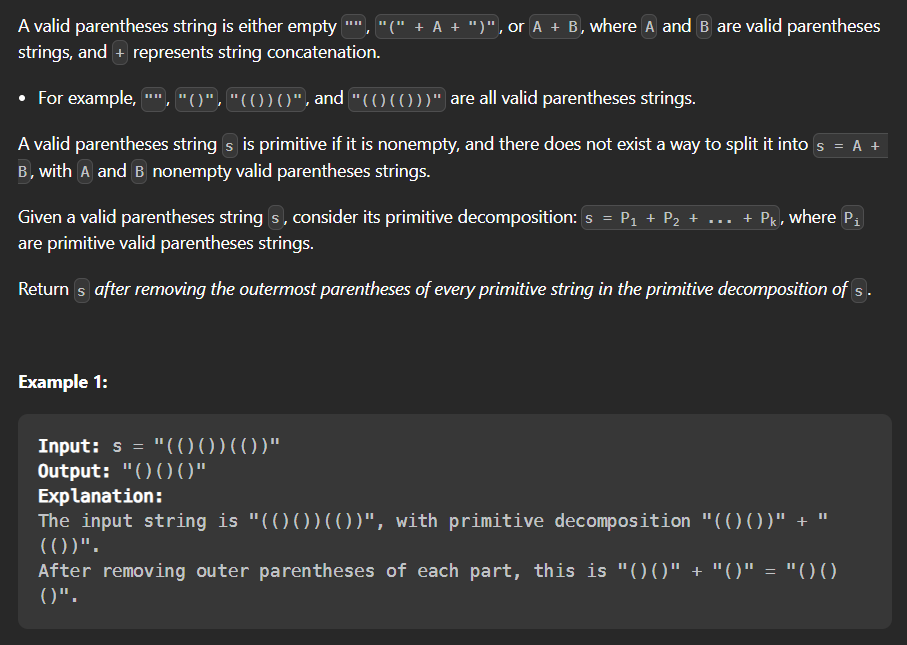 A valid parentheses string is either empty "", "(" + A + ")", or A + B, where A and B are valid parentheses
strings, and + represents string concatenation.
• For example, "", "()", "(())()", and "(()(()))" are all valid parentheses strings.
A valid parentheses string s is primitive if it is nonempty, and there does not exist a way to split it into s = A +
B, with A and B nonempty valid parentheses strings.
Given a valid parentheses string s, consider its primitive decomposition: s = P₁ + P₂ + ... + Pₖ, where Pᵢ
are primitive valid parentheses strings.
Return s after removing the outermost parentheses of every primitive string in the primitive decomposition of s.
Example 1:
Input: s = "(()())(())"
Output: "()()()"
Explanation:
The input string is "(()())(())", with primitive decomposition "(()())" + "
(())".
After removing outer parentheses of each part, this is "()()" + "()" = "()()
()".